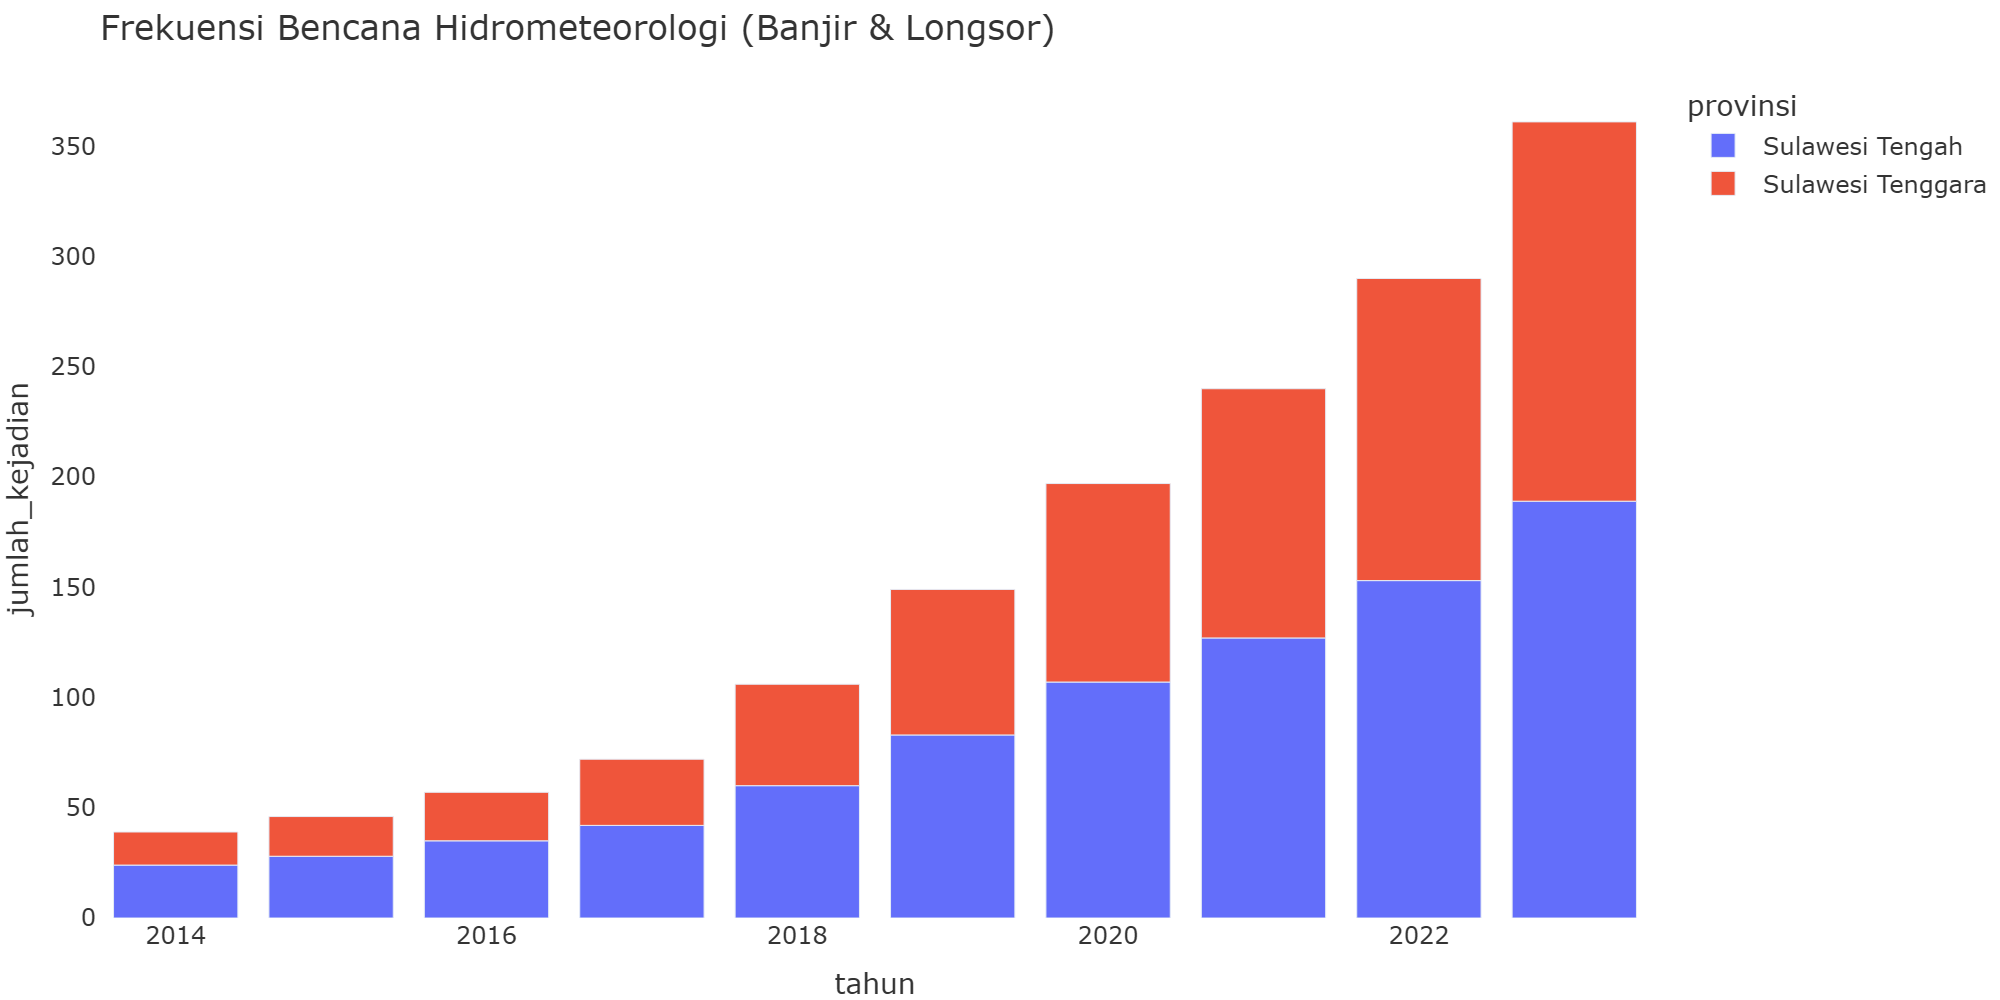 Frekuensi Bencana Hidrometeorologi (Banjir & Longsor)
provinsi
Sulawesi Tengah
Sulawesi Tenggara
jumlah_kejadian
350
300
250
200
150
100
50
0
2014
2016
2018
2020
2022
tahun